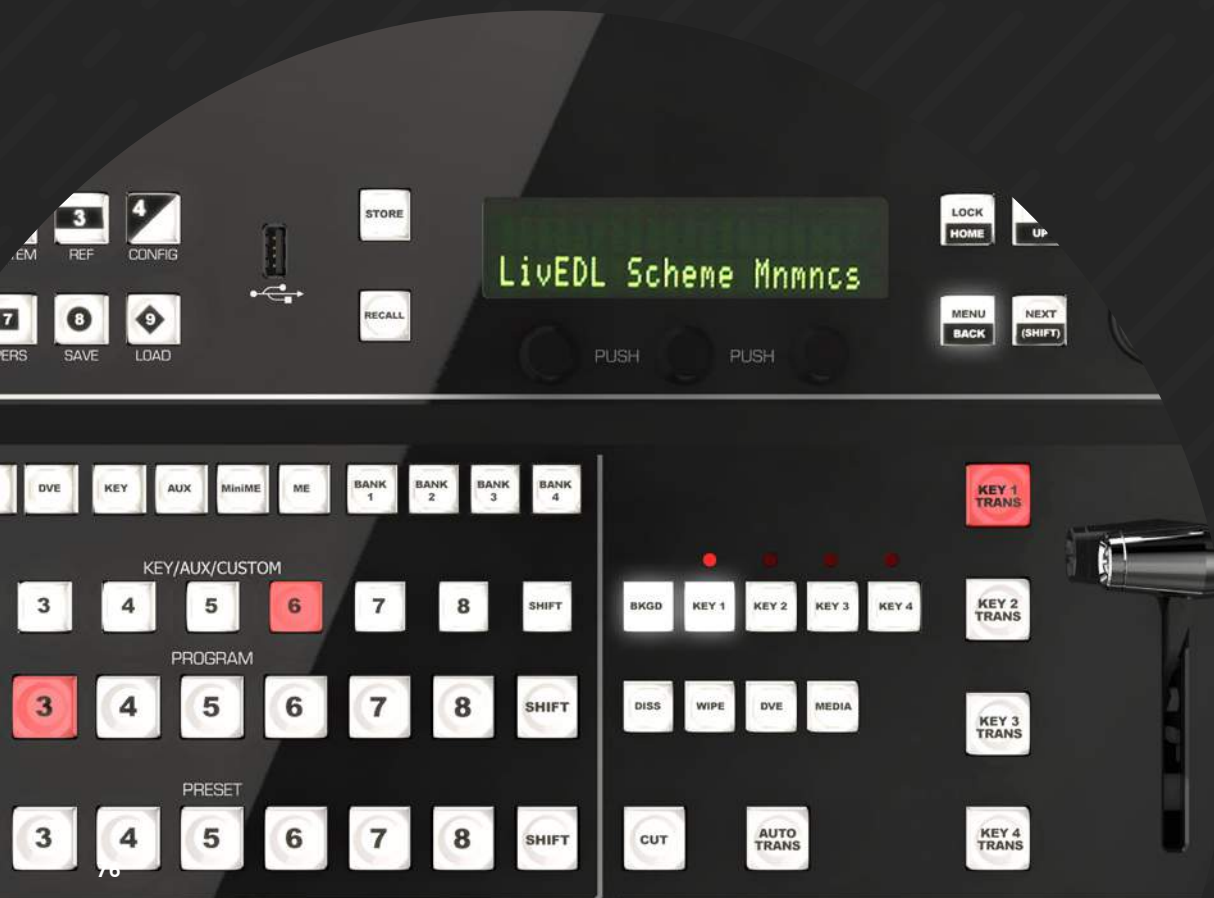 3 4
REF CONFIG
STORE
LivEDL Scheme Mnmncs
LOCK
HOME
7 8 9
SAVE LOAD
RECALL
PUSH PUSH
MENU
BACK
NEXT
(SHIFT)
DVE KEY AUX MiniME ME BANK 1 BANK 2 BANK 3 BANK 4
KEY 1
TRANS
KEY/AUX/CUSTOM
3 4 5 6 7 8 SHIFT
BKGD KEY 1 KEY 2 KEY 3 KEY 4
KEY 2
TRANS
PROGRAM
3 4 5 6 7 8 SHIFT
DISS WIPE DVE MEDIA
KEY 3
TRANS
PRESET
3 4 5 6 7 8 SHIFT
CUT
AUTO
TRANS
KEY 4
TRANS